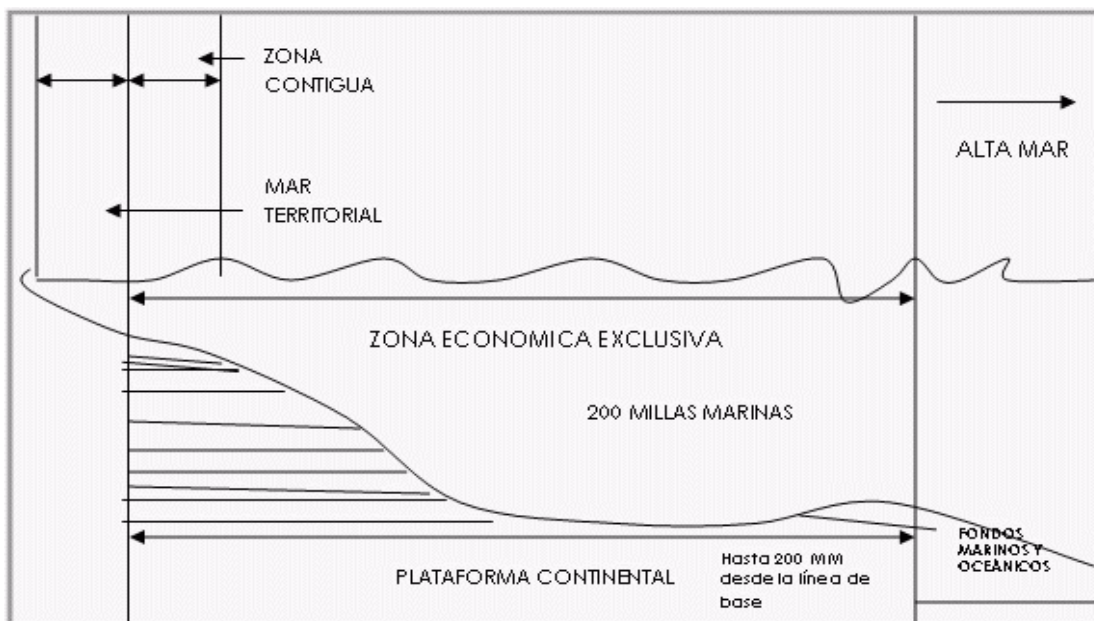 ZONA
CONTIGUA
ALTA MAR
MAR
TERRITORIAL
ZONA ECONOMICA EXCLUSIVA
200 MILLAS MARINAS
FONDOS
MARINOS Y
OCEÀNICOS
PLATAFORMA CONTINENTAL
Hasta 200 MM
desde la línea de
base